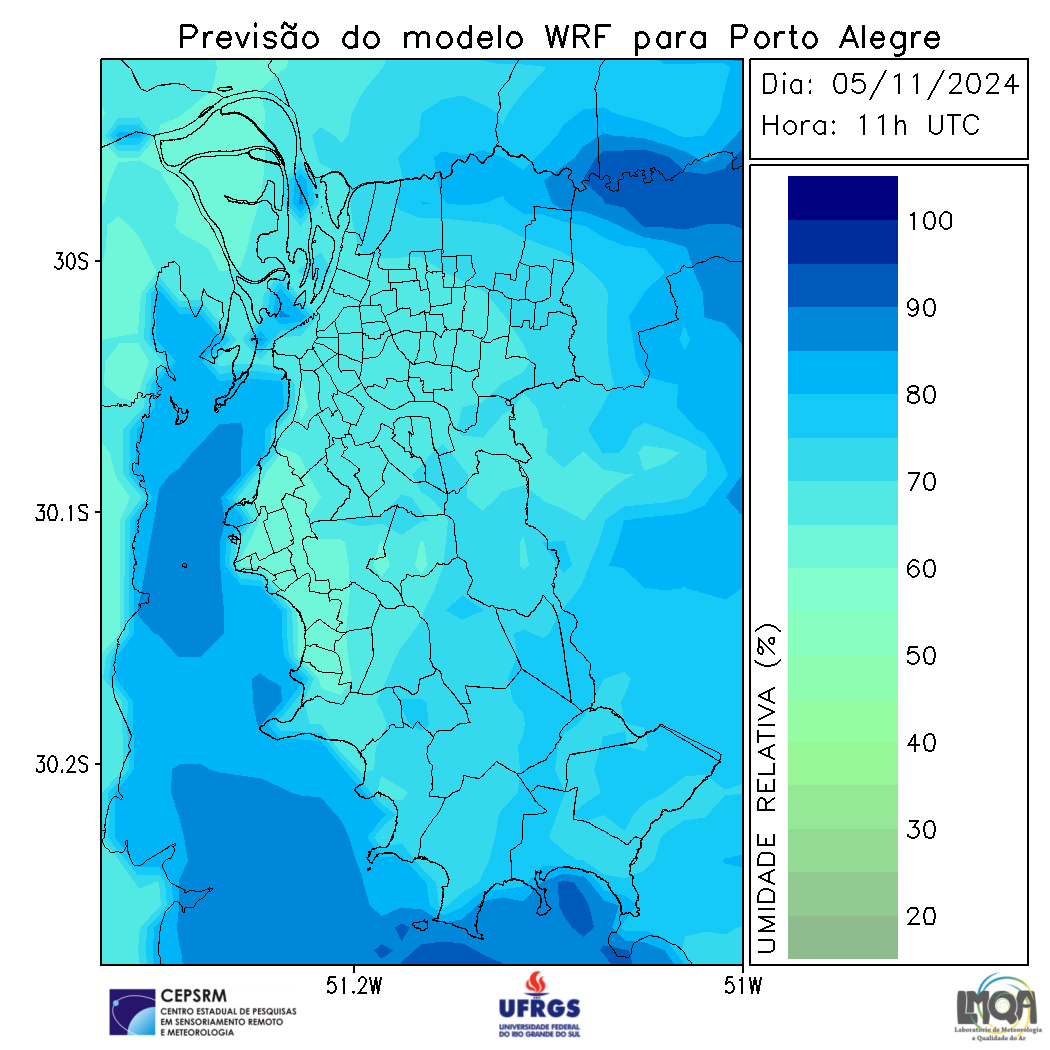 Previsão do modelo WRF para Porto Alegre
Dia: 05/11/2024
Hora: 11h UTC
30S
30.1S
30.2S
51.2W
51W
100
90
80
70
60
50
40
30
20
UMIDADE RELATIVA (%)
CEPSRM
CENTRO ESTADUAL DE PESQUISAS
EM SENSORIAMENTO REMOTO
E METEOROLOGIA
UFRGS
UNIVERSIDADE FEDERAL
DO RIO GRANDE DO SUL
LMQA
Laboratório de Meteorologia
e Qualidade do Ar